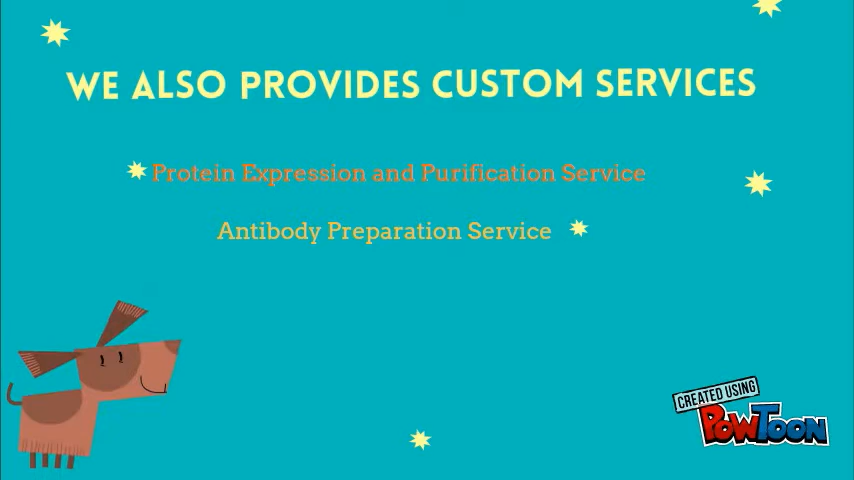 WE ALSO PROVIDES CUSTOM SERVICES
Protein Expression and Purification Service
Antibody Preparation Service
CREATED USING
POWTOON